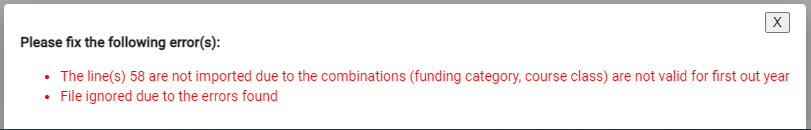 X
Please fix the following error(s):
• The line(s) 58 are not imported due to the combinations (funding category, course class) are not valid for first out year
• File ignored due to the errors found